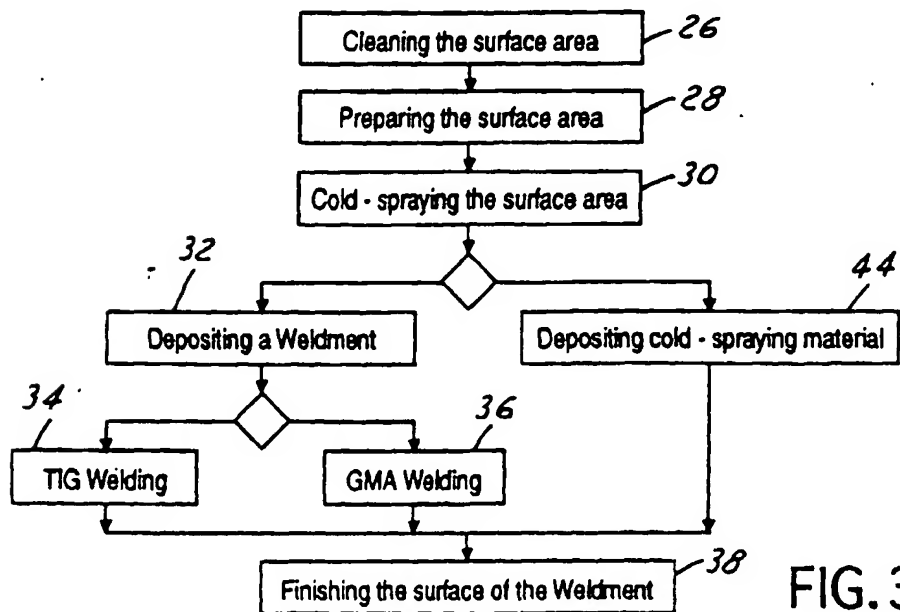 Cleaning the surface area
26
Preparing the surface area
28
Cold - spraying the surface area
30
32
44
Depositing a Weldment
Depositing cold - spraying material
34
36
TIG Welding
GMA Welding
Finishing the surface of the Weldment
38
FIG. 3